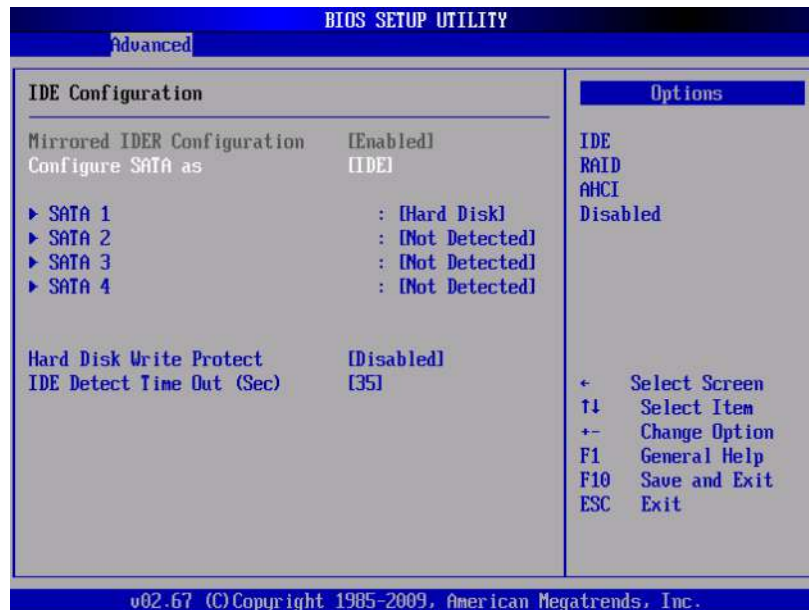 BIOS SETUP UTILITY
Advanced
IDE Configuration
Mirrored IDER Configuration [Enabled]
Configure SATA as [IDE]
▶ SATA 1 : [Hard Disk]
▶ SATA 2 : [Not Detected]
▶ SATA 3 : [Not Detected]
▶ SATA 4 : [Not Detected]
Hard Disk Write Protect [Disabled]
IDE Detect Time Out (Sec) [35]
Options
IDE
RAID
AHCI
Disabled
← Select Screen
↑↓ Select Item
+- Change Option
F1 General Help
F10 Save and Exit
ESC Exit
v02.67 (C)Copyright 1985-2009, American Megatrends, Inc.